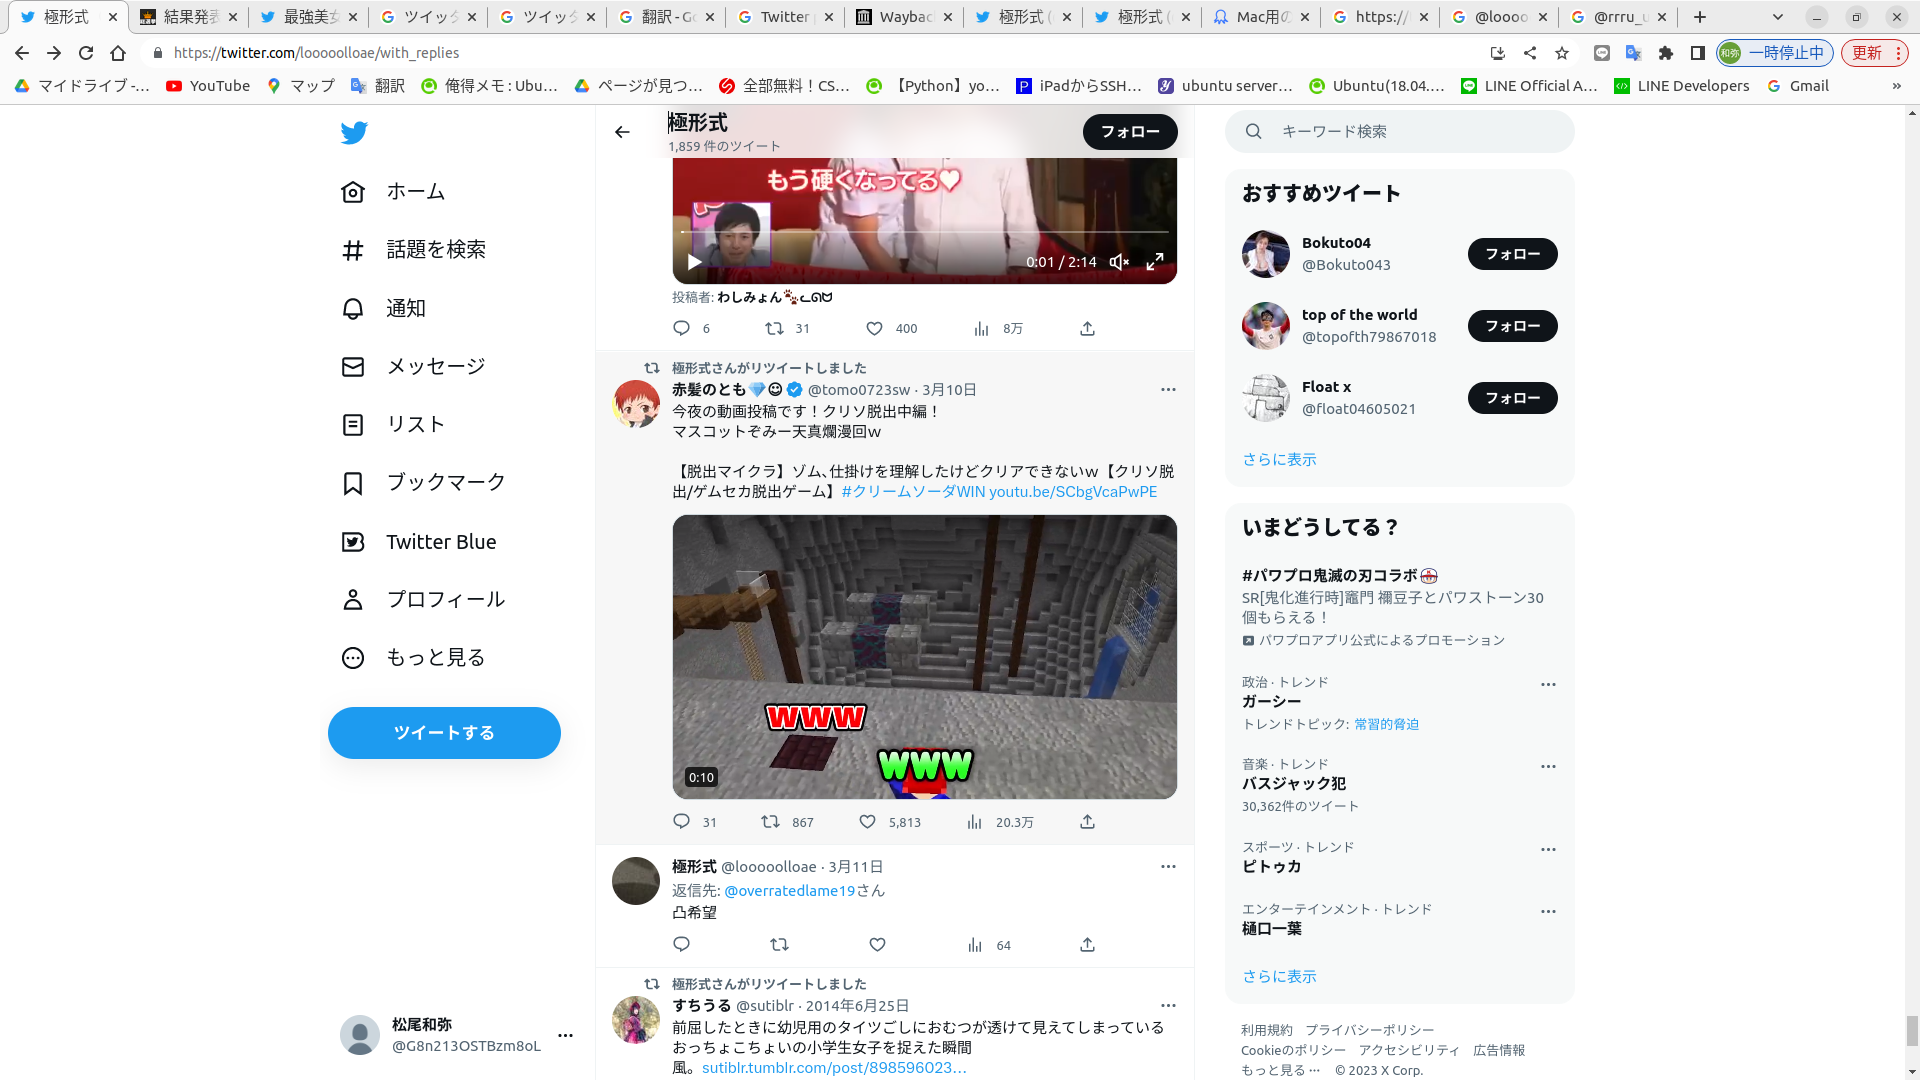 極形式
結果発表
最強美女
ツイッタ
ツイッタ
翻訳 - Go
Twitter
Waybac
極形式 (
極形式 (
Mac用の
https://
@loooo
@rrru_u
https://twitter.com/looooolloae/with_replies
和弥 一時停止中
更新
マイドライブ -...
YouTube
マップ
翻訳
俺得メモ : Ubu...
ページが見つ...
全部無料！CS...
【Python】yo...
iPadからSSH...
ubuntu server...
Ubuntu(18.04....
LINE Official A...
LINE Developers
Gmail
»
ホーム
話題を検索
通知
メッセージ
リスト
ブックマーク
Twitter Blue
プロフィール
もっと見る
ツイートする
松尾和弥
@G8n213OSTBzm8oL
極形式
1,859 件のツイート
フォロー
もう硬くなってる♥
0:01 / 2:14
投稿者: わしみょん🐾
6 31 400 8万
極形式さんがリツイートしました
赤髪のとも💎☺ @tomo0723sw · 3月10日
今夜の動画投稿です！クリソ脱出中編！
マスコットぞみー天真爛漫回ｗ
【脱出マイクラ】ゾム、仕掛けを理解したけどクリアできないｗ【クリソ脱
出/ゲムセカ脱出ゲーム】#クリームソーダWIN youtu.be/SCbgVcaPwPE
WWW
WWW
0:10
31 867 5,813 20.3万
極形式 @looooolloae · 3月11日
返信先: @overratedlame19さん
凸希望
64
極形式さんがリツイートしました
すちうる @sutiblr · 2014年6月25日
前屈したときに幼児用のタイツごしにおむつが透けて見えてしまっている
おっちょこちょいの小学生女子を捉えた瞬間
風。sutiblr.tumblr.com/post/898596023...
キーワード検索
おすすめツイート
Bokuto04
@Bokuto043
フォロー
top of the world
@topofth79867018
フォロー
Float x
@float04605021
フォロー
さらに表示
いまどうしてる？
#パワプロ鬼滅の刃コラボ
SR[鬼化進行時]竈門 禰豆子とパワストーン30
個もらえる！
パワプロアプリ公式によるプロモーション
政治 · トレンド
ガーシー
トレンドトピック: 常習的脅迫
音楽 · トレンド
バスジャック犯
30,362件のツイート
スポーツ · トレンド
ピトゥカ
エンターテインメント · トレンド
樋口一葉
さらに表示
利用規約 プライバシーポリシー
Cookieのポリシー アクセシビリティ 広告情報
もっと見る ··· © 2023 X Corp.